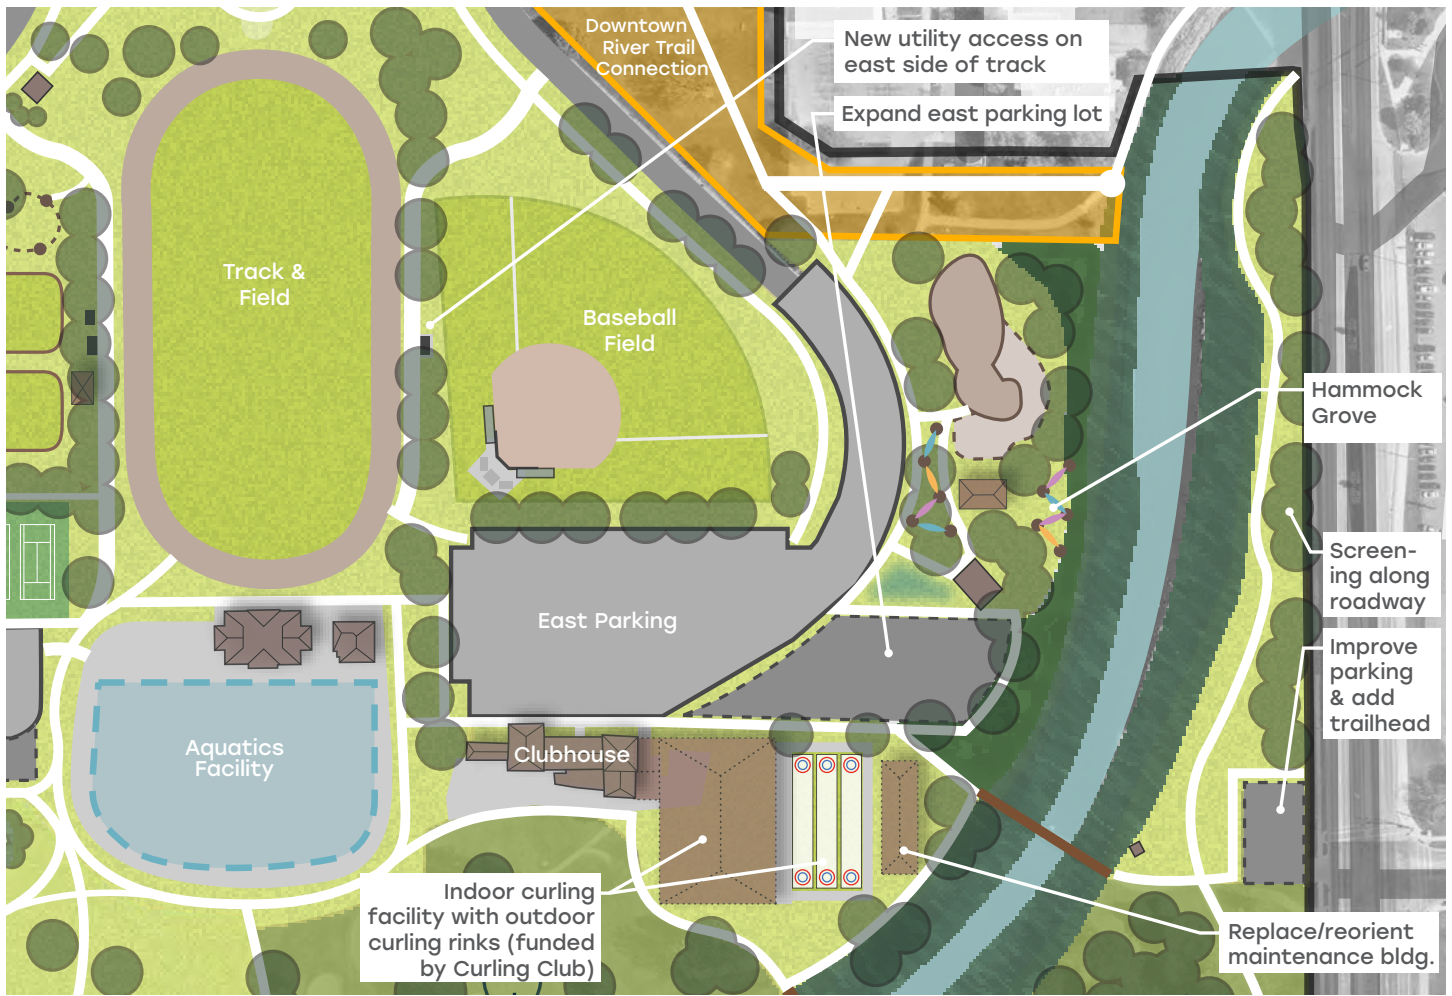 Downtown
River Trail
Connection
New utility access on
east side of track
Expand east parking lot
Track &
Field
Baseball
Field
Hammock
Grove
Screen-
ing along
roadway
East Parking
Improve
parking
& add
trailhead
Aquatics
Facility
Clubhouse
Indoor curling
facility with outdoor
curling rinks (funded
by Curling Club)
Replace/reorient
maintenance bldg.